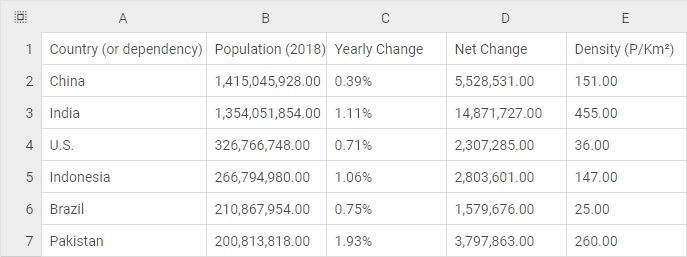 A B C D E
1 Country (or dependency) Population (2018) Yearly Change Net Change Density (P/Km²)
2 China 1,415,045,928.00 0.39% 5,528,531.00 151.00
3 India 1,354,051,854.00 1.11% 14,871,727.00 455.00
4 U.S. 326,766,748.00 0.71% 2,307,285.00 36.00
5 Indonesia 266,794,980.00 1.06% 2,803,601.00 147.00
6 Brazil 210,867,954.00 0.75% 1,579,676.00 25.00
7 Pakistan 200,813,818.00 1.93% 3,797,863.00 260.00